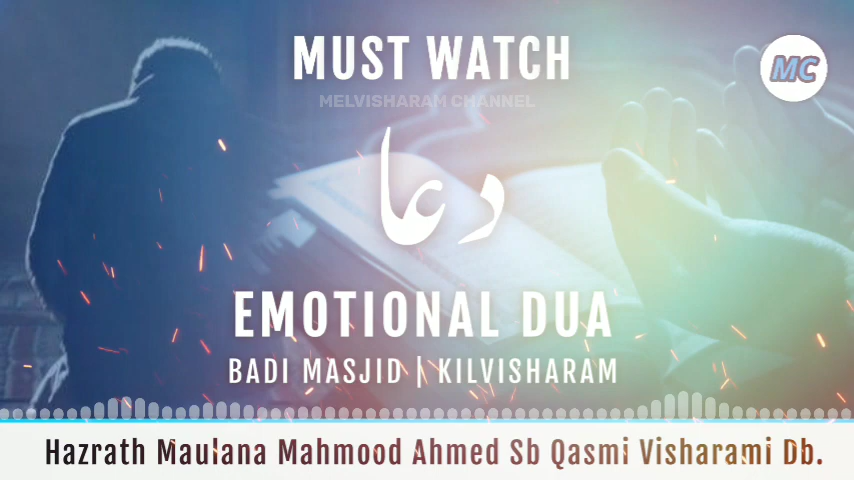 MUST WATCH
MC
MELVISHARAM CHANNEL
دعا
EMOTIONAL DUA
BADI MASJID | KILVISHARAM
Hazrath Maulana Mahmood Ahmed Sb Qasmi Visharami Db.